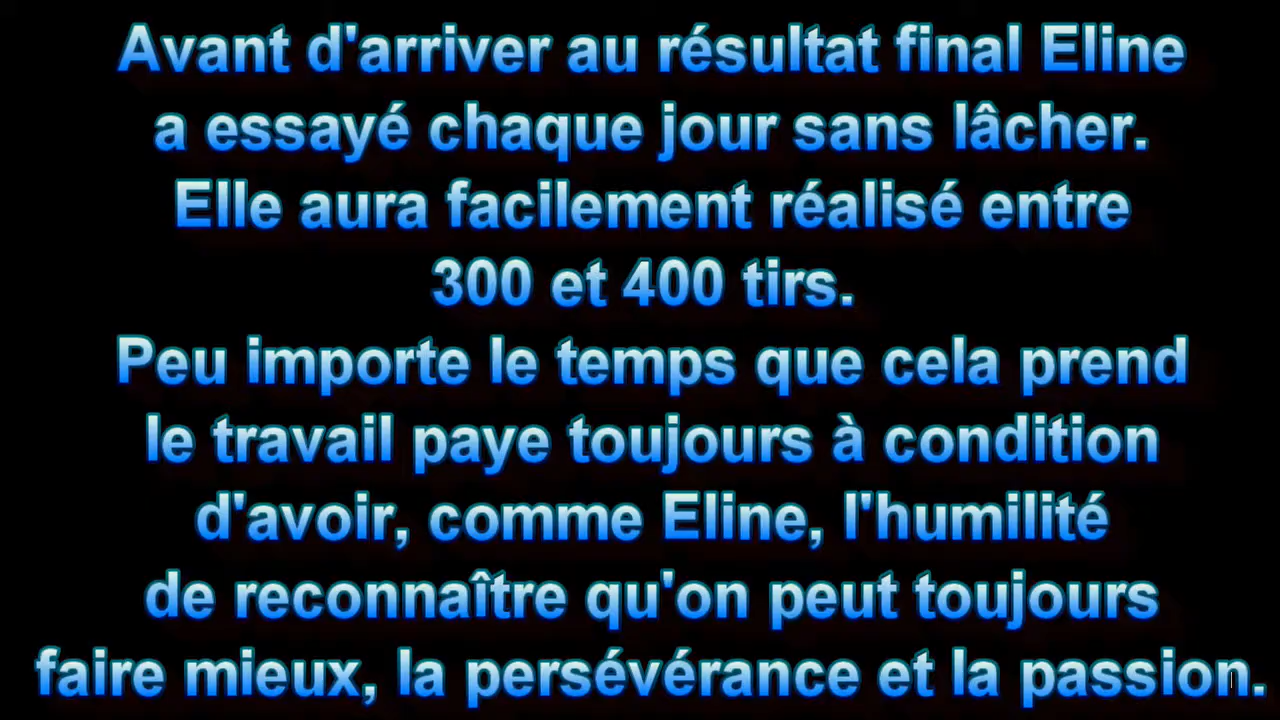 Avant d'arriver au résultat final Eline
a essayé chaque jour sans lâcher.
Elle aura facilement réalisé entre
300 et 400 tirs.
Peu importe le temps que cela prend
le travail paye toujours à condition
d'avoir, comme Eline, l'humilité
de reconnaître qu'on peut toujours
faire mieux, la persévérance et la passion.